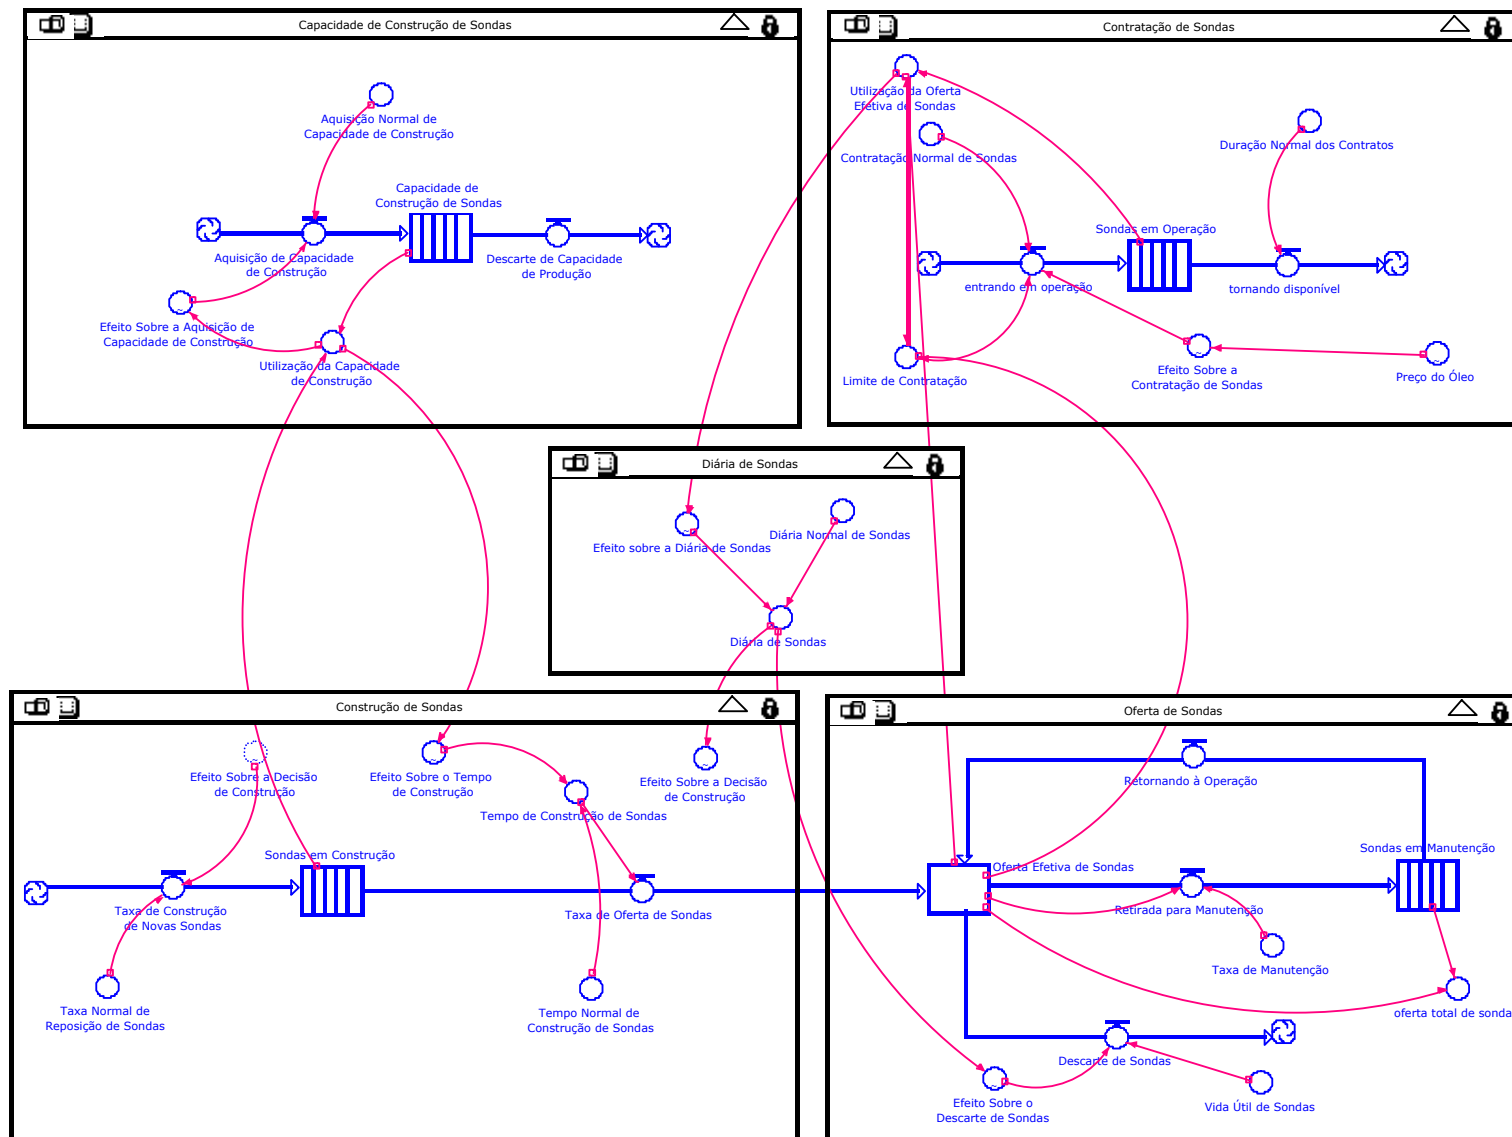 Capacidade de Construção de Sondas
Aquisição Normal de
Capacidade de Construção
Capacidade de
Construção de Sondas
Aquisição de Capacidade
de Construção
Descarte de Capacidade
de Produção
Efeito Sobre a Aquisição de
Capacidade de Construção
Utilização da Capacidade
de Construção
Contratação de Sondas
Utilização da Oferta
Efetiva de Sondas
Contratação Normal de Sondas
Duração Normal dos Contratos
Sondas em Operação
entrando em operação
tornando disponível
Limite de Contratação
Efeito Sobre a
Contratação de Sondas
Preço do Óleo
Diária de Sondas
Efeito sobre a Diária de Sondas
Diária Normal de Sondas
Diária de Sondas
Construção de Sondas
Efeito Sobre a Decisão
de Construção
Efeito Sobre o Tempo
de Construção
Efeito Sobre a Decisão
de Construção
Tempo de Construção de Sondas
Sondas em Construção
Taxa de Construção
de Novas Sondas
Taxa de Oferta de Sondas
Taxa Normal de
Reposição de Sondas
Tempo Normal de
Construção de Sondas
Oferta de Sondas
Retornando à Operação
Sondas em Manutenção
Oferta Efetiva de Sondas
Retirada para Manutenção
Taxa de Manutenção
oferta total de sonda
Descarte de Sondas
Efeito Sobre o
Descarte de Sondas
Vida Útil de Sondas